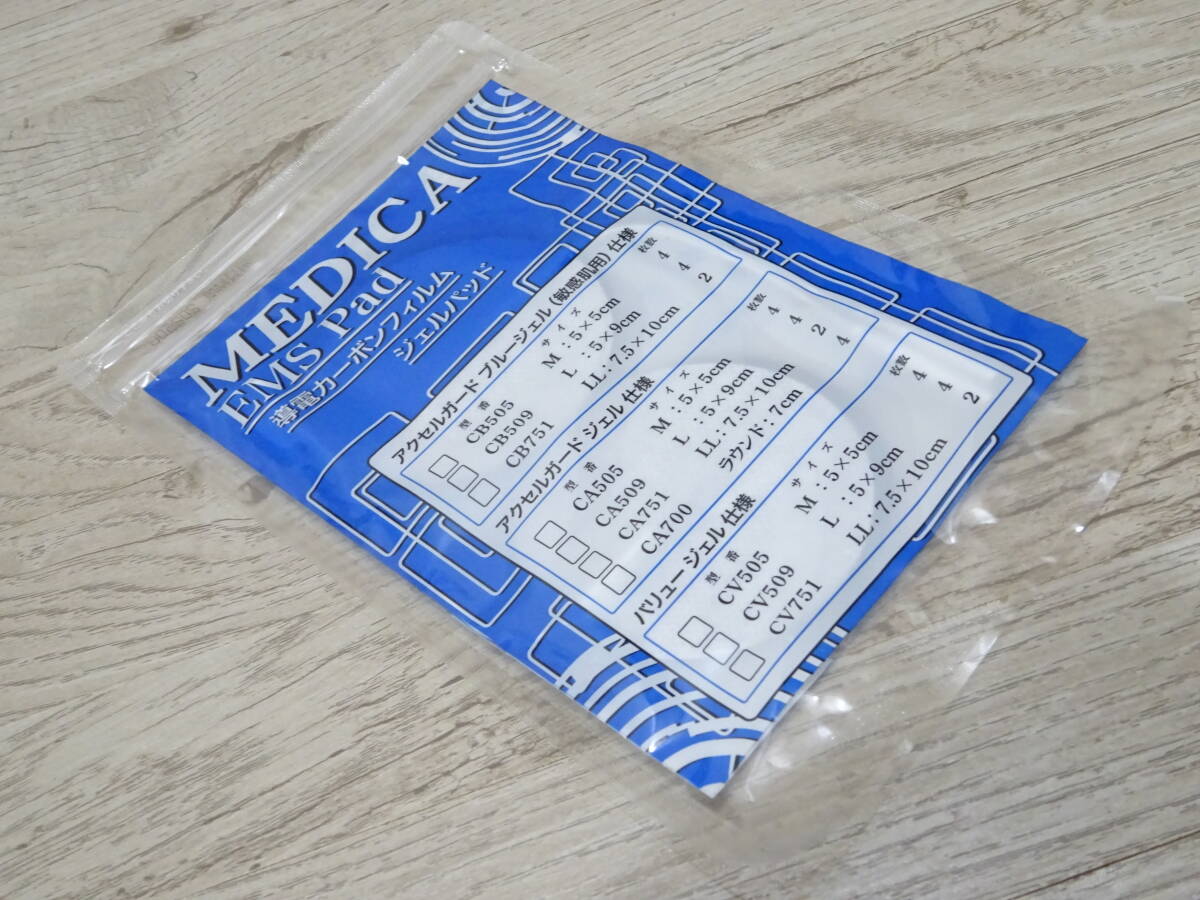 MEDICA
EMS Pad
導電カーボンフィルム
ジェルパッド
アクセルガード ブルージェル (敏感肌用) 仕様
型番 サイズ 枚数
CB505 M : 5×5cm 4
CB509 L : 5×9cm 4
CB751 LL : 7.5×10cm 2
アクセルガード ジェル 仕様
型番 サイズ 枚数
CA505 M : 5×5cm 4
CA509 L : 5×9cm 4
CA751 LL : 7.5×10cm 2
CA700 ラウンド : 7cm 4
バリュージェル 仕様
型番 サイズ 枚数
CV505 M : 5×5cm 4
CV509 L : 5×9cm 4
CV751 LL : 7.5×10cm 2